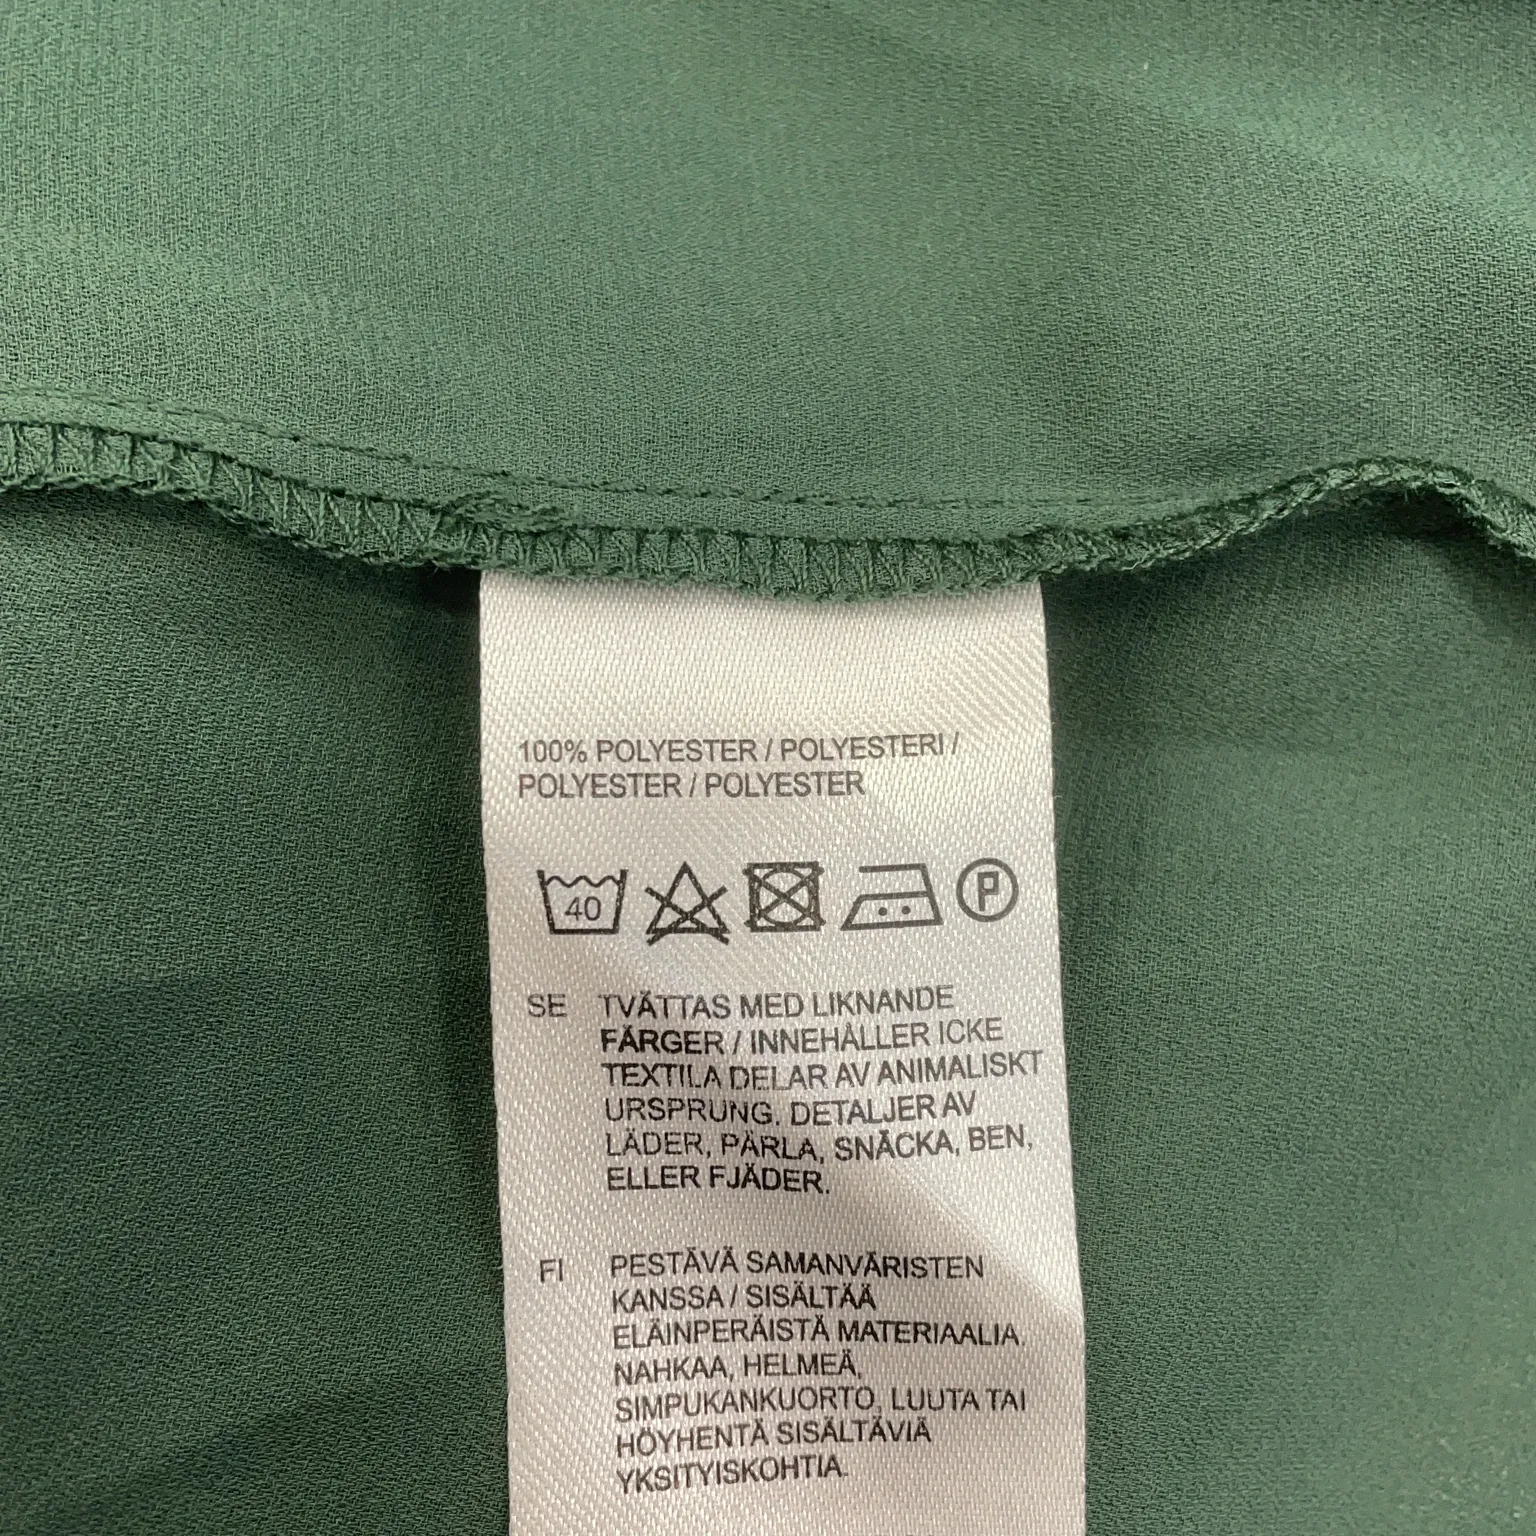 100% POLYESTER / POLYESTERI /
POLYESTER / POLYESTER
40 P
SE TVÄTTAS MED LIKNANDE
FÄRGER / INNEHÅLLER ICKE
TEXTILA DELAR AV ANIMALISKT
URSPRUNG. DETALJER AV
LÄDER, PÄRLA, SNÄCKA, BEN,
ELLER FJÄDER.
FI PESTÄVÄ SAMANVÄRISTEN
KANSSA / SISÄLTÄÄ
ELÄINPERÄISTÄ MATERIAALIA.
NAHKAA, HELMEÄ,
SIMPUKANKUORTO, LUUTA TAI
HÖYHENTÄ SISÄLTÄVIÄ
YKSITYISKOHTIA.